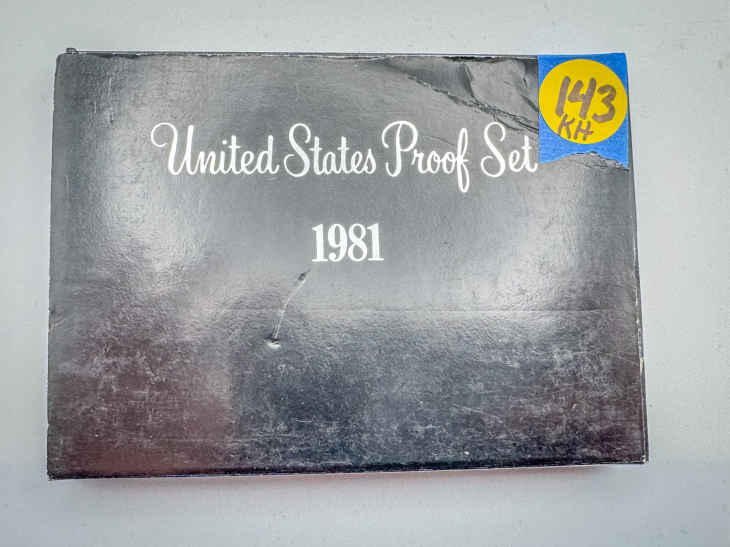 United States Proof Set
1981
143
KH